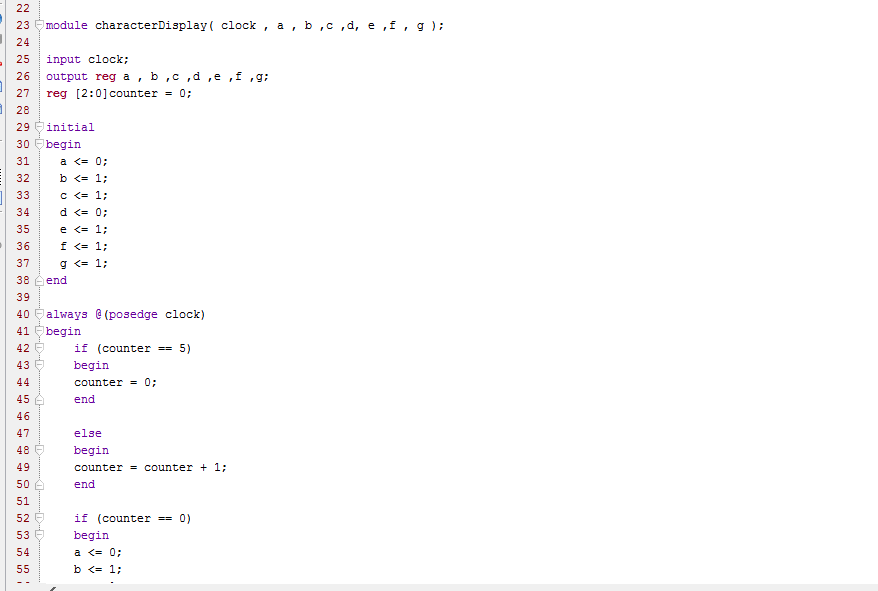 22
23 module characterDisplay( clock , a , b ,c ,d, e ,f , g );
24
25 input clock;
26 output reg a , b ,c ,d ,e ,f ,g;
27 reg [2:0]counter = 0;
28
29 initial
30 begin
31 a <= 0;
32 b <= 1;
33 c <= 1;
34 d <= 0;
35 e <= 1;
36 f <= 1;
37 g <= 1;
38 end
39
40 always @(posedge clock)
41 begin
42 if (counter == 5)
43 begin
44 counter = 0;
45 end
46
47 else
48 begin
49 counter = counter + 1;
50 end
51
52 if (counter == 0)
53 begin
54 a <= 0;
55 b <= 1;